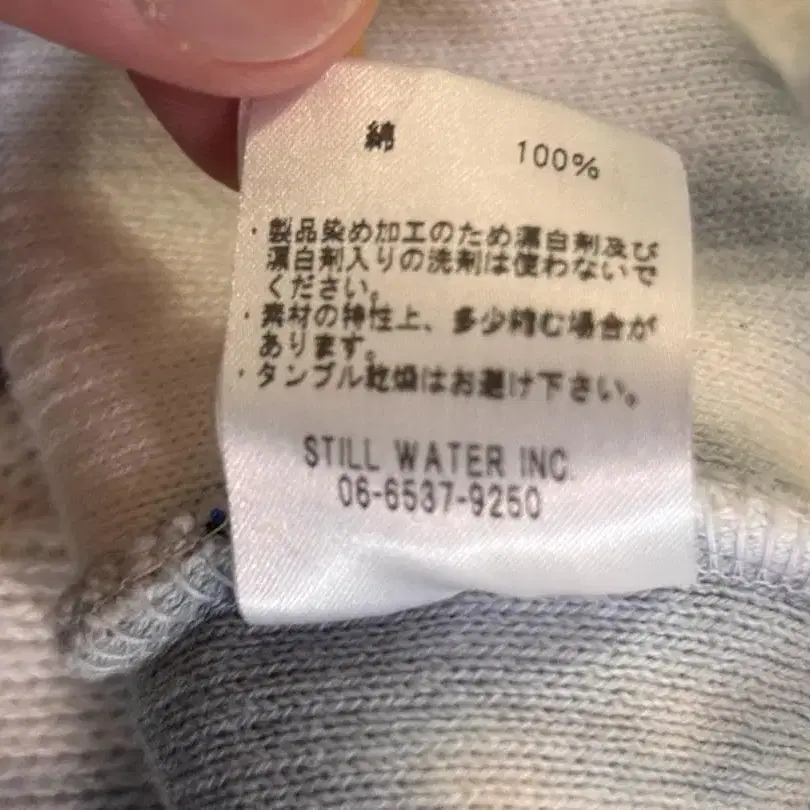 綿 100%
・製品染め加工のため漂白剤及び
漂白剤入りの洗剤は使わないで
ください。
・素材の特性上、多少縮む場合が
あります。
・タンブル乾燥はお避け下さい。
STILL WATER INC.
06-6537-9250